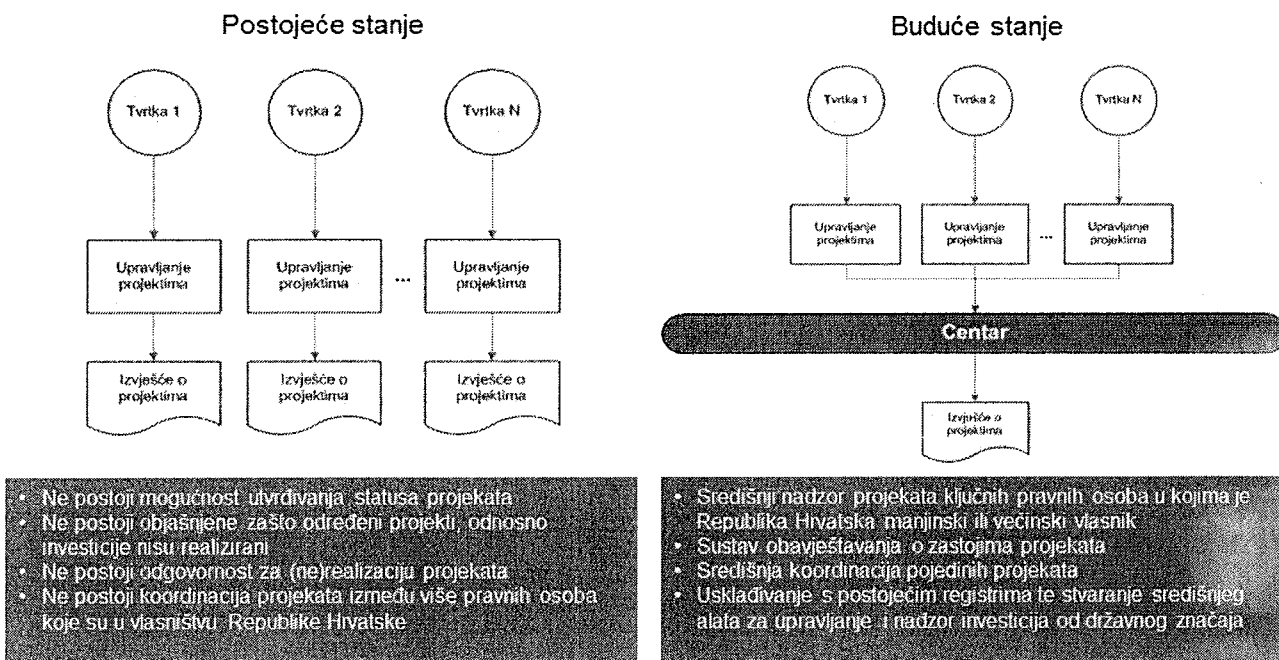 Postojeće stanje
Tvrtka 1
Tvrtka 2
Tvrtka N
Upravljanje
projektima
Upravljanje
projektima
...
Upravljanje
projektima
Izvješće o
projektima
Izvješće o
projektima
Izvješće o
projektima
• Ne postoji mogućnost utvrđivanja statusa projekata
• Ne postoji objašnjene zašto određeni projekti, odnosno
investicije nisu realizirani
• Ne postoji odgovornost za (ne)realizaciju projekata
• Ne postoji koordinacija projekata između više pravnih osoba
koje su u vlasništvu Republike Hrvatske
Buduće stanje
Tvrtka 1
Tvrtka 2
Tvrtka N
Upravljanje
projektima
Upravljanje
projektima
...
Upravljanje
projektima
Centar
Izvješće o
projektima
• Središnji nadzor projekata ključnih pravnih osoba u kojima je
Republika Hrvatska manjinski ili večinski vlasnik
• Sustav obavještavanja o zastojima projekata
• Središnja koordinacija pojedinih projekata
• Usklađivanje s postojećim registrima te stvaranje središnjeg
alata za upravljanje i nadzor investicija od državnog značaja